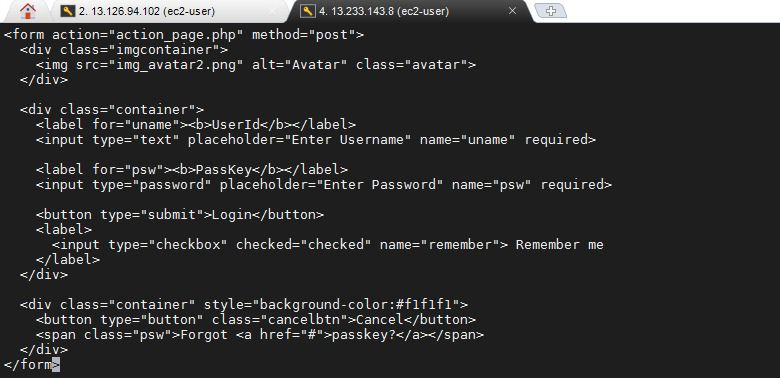 2. 13.126.94.102 (ec2-user)
4. 13.233.143.8 (ec2-user)
<form action="action_page.php" method="post">
  <div class="imgcontainer">
    <img src="img_avatar2.png" alt="Avatar" class="avatar">
  </div>

  <div class="container">
    <label for="uname"><b>UserId</b></label>
    <input type="text" placeholder="Enter Username" name="uname" required>

    <label for="psw"><b>PassKey</b></label>
    <input type="password" placeholder="Enter Password" name="psw" required>

    <button type="submit">Login</button>
    <label>
      <input type="checkbox" checked="checked" name="remember"> Remember me
    </label>
  </div>

  <div class="container" style="background-color:#f1f1f1">
    <button type="button" class="cancelbtn">Cancel</button>
    <span class="psw">Forgot <a href="#">passkey?</a></span>
  </div>
</form>